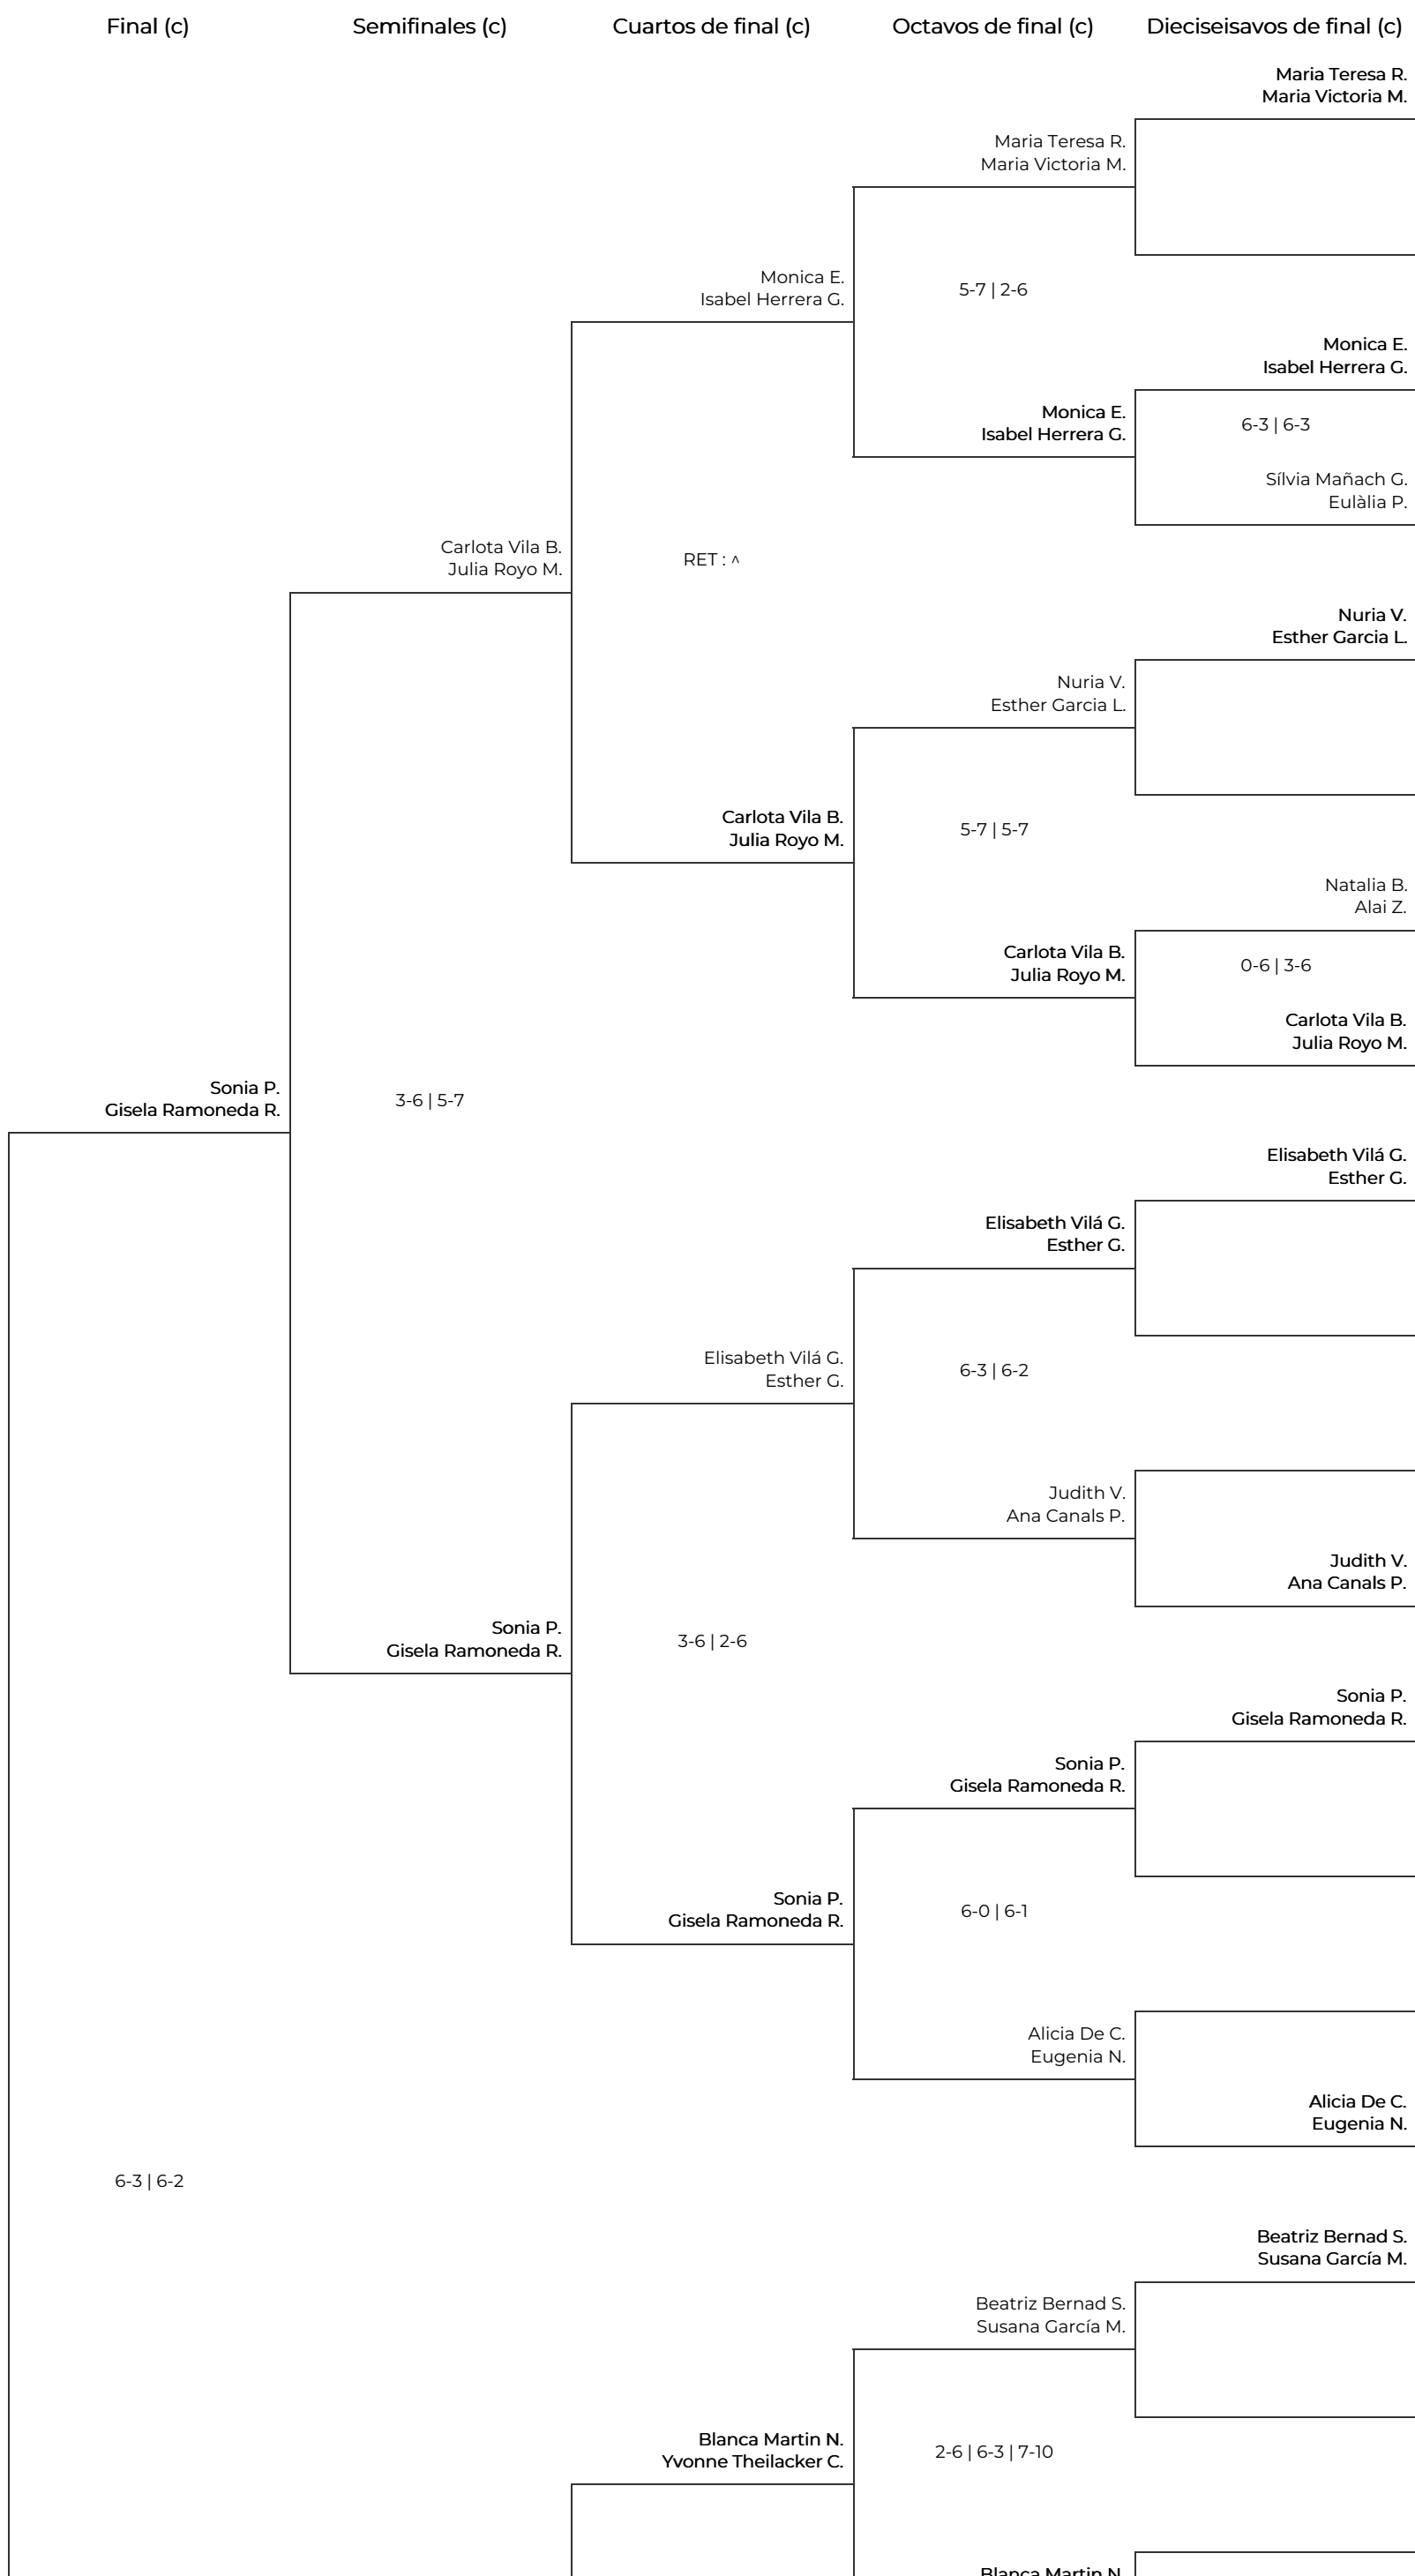 Final (c)
Semifinales (c)
Cuartos de final (c)
Octavos de final (c)
Dieciseisavos de final (c)
Maria Teresa R.
Maria Victoria M.
Maria Teresa R.
Maria Victoria M.
Monica E.
Isabel Herrera G.
5-7 | 2-6
Monica E.
Isabel Herrera G.
Monica E.
Isabel Herrera G.
6-3 | 6-3
Sílvia Mañach G.
Eulàlia P.
Carlota Vila B.
Julia Royo M.
RET : ^
Nuria V.
Esther Garcia L.
Nuria V.
Esther Garcia L.
Carlota Vila B.
Julia Royo M.
5-7 | 5-7
Natalia B.
Alai Z.
Carlota Vila B.
Julia Royo M.
0-6 | 3-6
Carlota Vila B.
Julia Royo M.
Sonia P.
Gisela Ramoneda R.
3-6 | 5-7
Elisabeth Vilá G.
Esther G.
Elisabeth Vilá G.
Esther G.
Elisabeth Vilá G.
Esther G.
6-3 | 6-2
Judith V.
Ana Canals P.
Judith V.
Ana Canals P.
Sonia P.
Gisela Ramoneda R.
3-6 | 2-6
Sonia P.
Gisela Ramoneda R.
Sonia P.
Gisela Ramoneda R.
Sonia P.
Gisela Ramoneda R.
6-0 | 6-1
Alicia De C.
Eugenia N.
Alicia De C.
Eugenia N.
6-3 | 6-2
Beatriz Bernad S.
Susana García M.
Beatriz Bernad S.
Susana García M.
Blanca Martin N.
Yvonne Theilacker C.
2-6 | 6-3 | 7-10
Blanca Martin N.